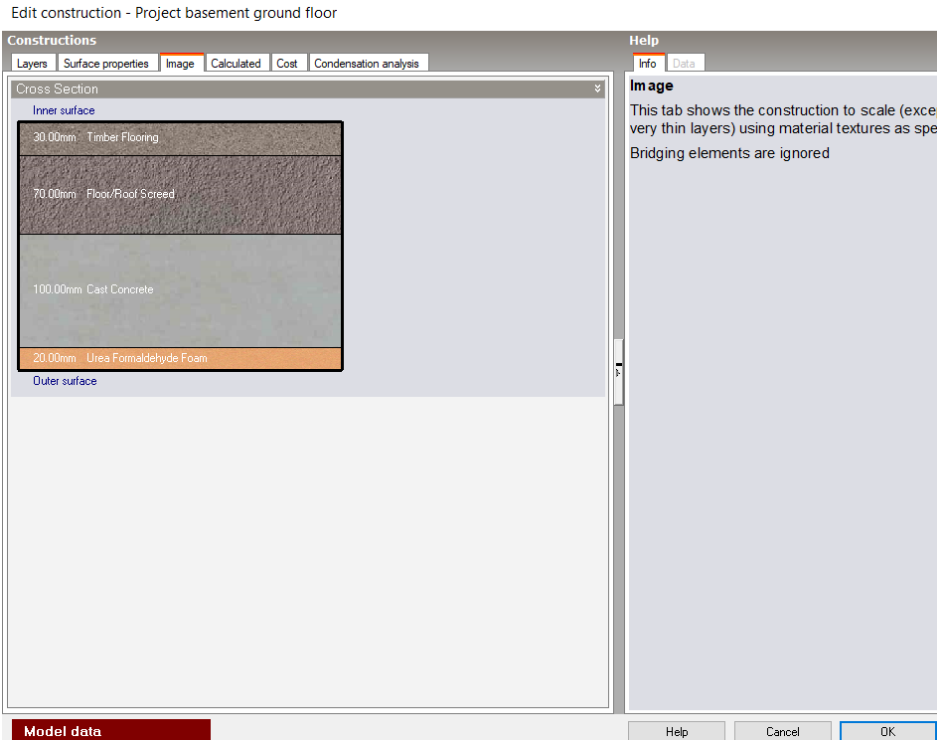 Edit construction - Project basement ground floor
Constructions
Layers Surface properties Image Calculated Cost Condensation analysis
Cross Section
Inner surface
30.00mm Timber Flooring
70.00mm Floor/Roof Screed
100.00mm Cast Concrete
20.00mm Urea Formaldehyde Foam
Outer surface
Help
Info Data
Image
This tab shows the construction to scale (exce
very thin layers) using material textures as spe
Bridging elements are ignored
Model data
Help Cancel OK